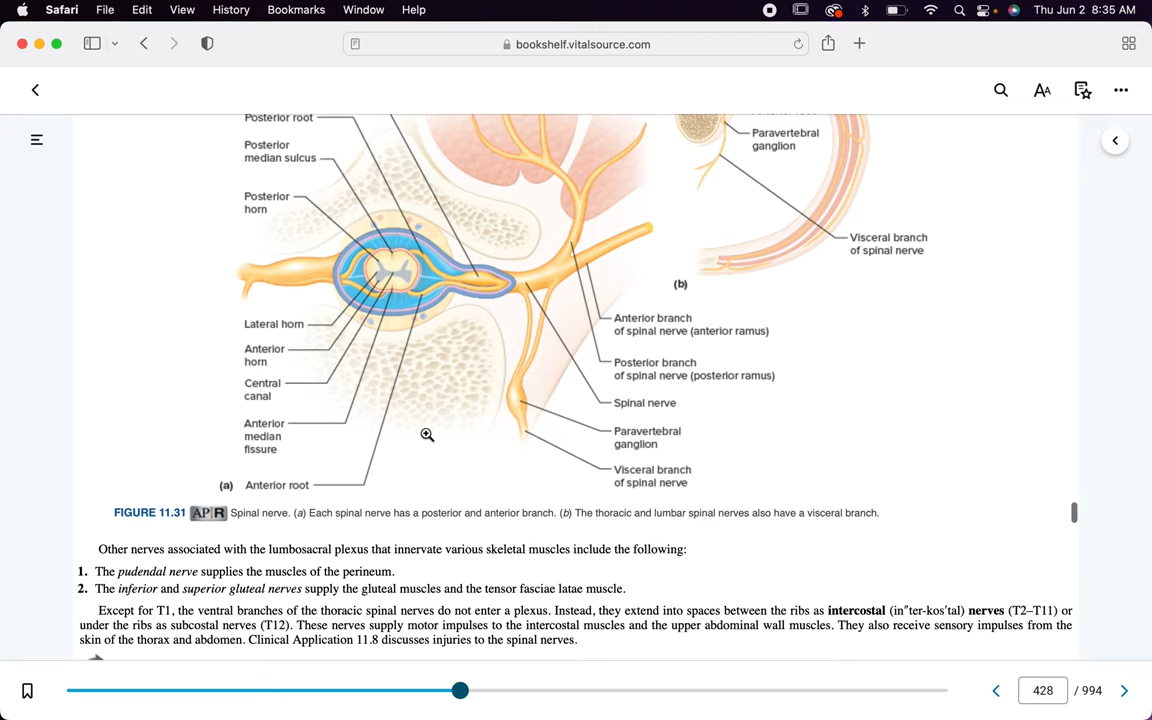 Safari File Edit View History Bookmarks Window Help Thu Jun 2 8:35 AM
bookshelf.vitalsource.com
AA
Posterior root
Posterior
median sulcus
Posterior
horn
Lateral horn
Anterior
horn
Central
canal
Anterior
median
fissure
(a) Anterior root
Paravertebral
ganglion
Visceral branch
of spinal nerve
(b)
Anterior branch
of spinal nerve (anterior ramus)
Posterior branch
of spinal nerve (posterior ramus)
Spinal nerve
Paravertebral
ganglion
Visceral branch
of spinal nerve
FIGURE 11.31 AP|R Spinal nerve. (a) Each spinal nerve has a posterior and anterior branch. (b) The thoracic and lumbar spinal nerves also have a visceral branch.
Other nerves associated with the lumbosacral plexus that innervate various skeletal muscles include the following:
1. The pudendal nerve supplies the muscles of the perineum.
2. The inferior and superior gluteal nerves supply the gluteal muscles and the tensor fasciae latae muscle.
Except for T1, the ventral branches of the thoracic spinal nerves do not enter a plexus. Instead, they extend into spaces between the ribs as intercostal (in″ter-kos′tal) nerves (T2–T11) or
under the ribs as subcostal nerves (T12). These nerves supply motor impulses to the intercostal muscles and the upper abdominal wall muscles. They also receive sensory impulses from the
skin of the thorax and abdomen. Clinical Application 11.8 discusses injuries to the spinal nerves.
428 / 994